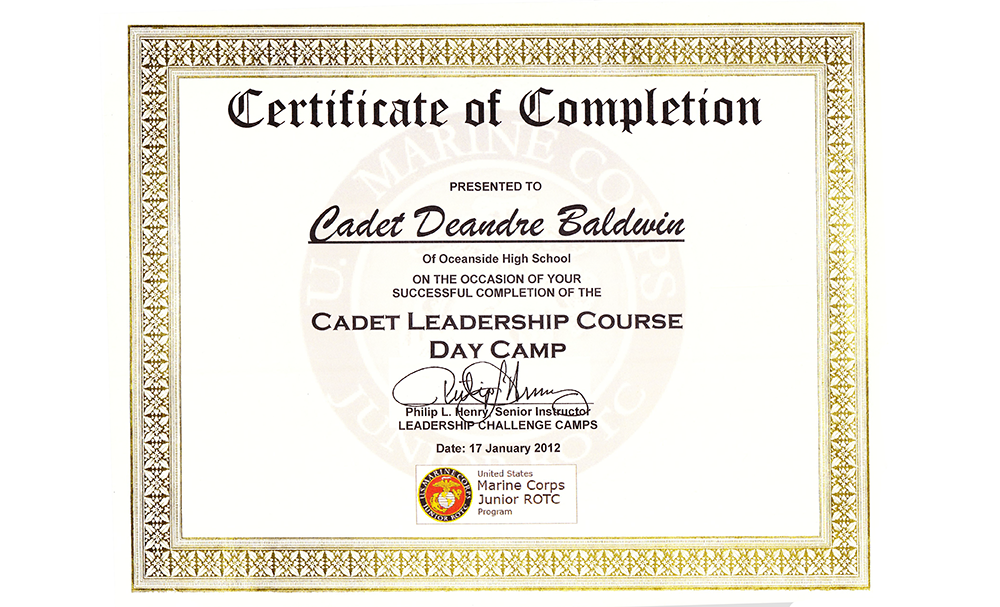 Certificate of Completion
PRESENTED TO
Cadet Deandre Baldwin
Of Oceanside High School
ON THE OCCASION OF YOUR
SUCCESSFUL COMPLETION OF THE
CADET LEADERSHIP COURSE
DAY CAMP
Philip L. Henry, Senior Instructor
LEADERSHIP CHALLENGE CAMPS
Date: 17 January 2012
U.S. MARINE CORPS
JUNIOR ROTC
United States
Marine Corps
Junior ROTC
Program
U.S. MARINE CORPS
JUNIOR ROTC